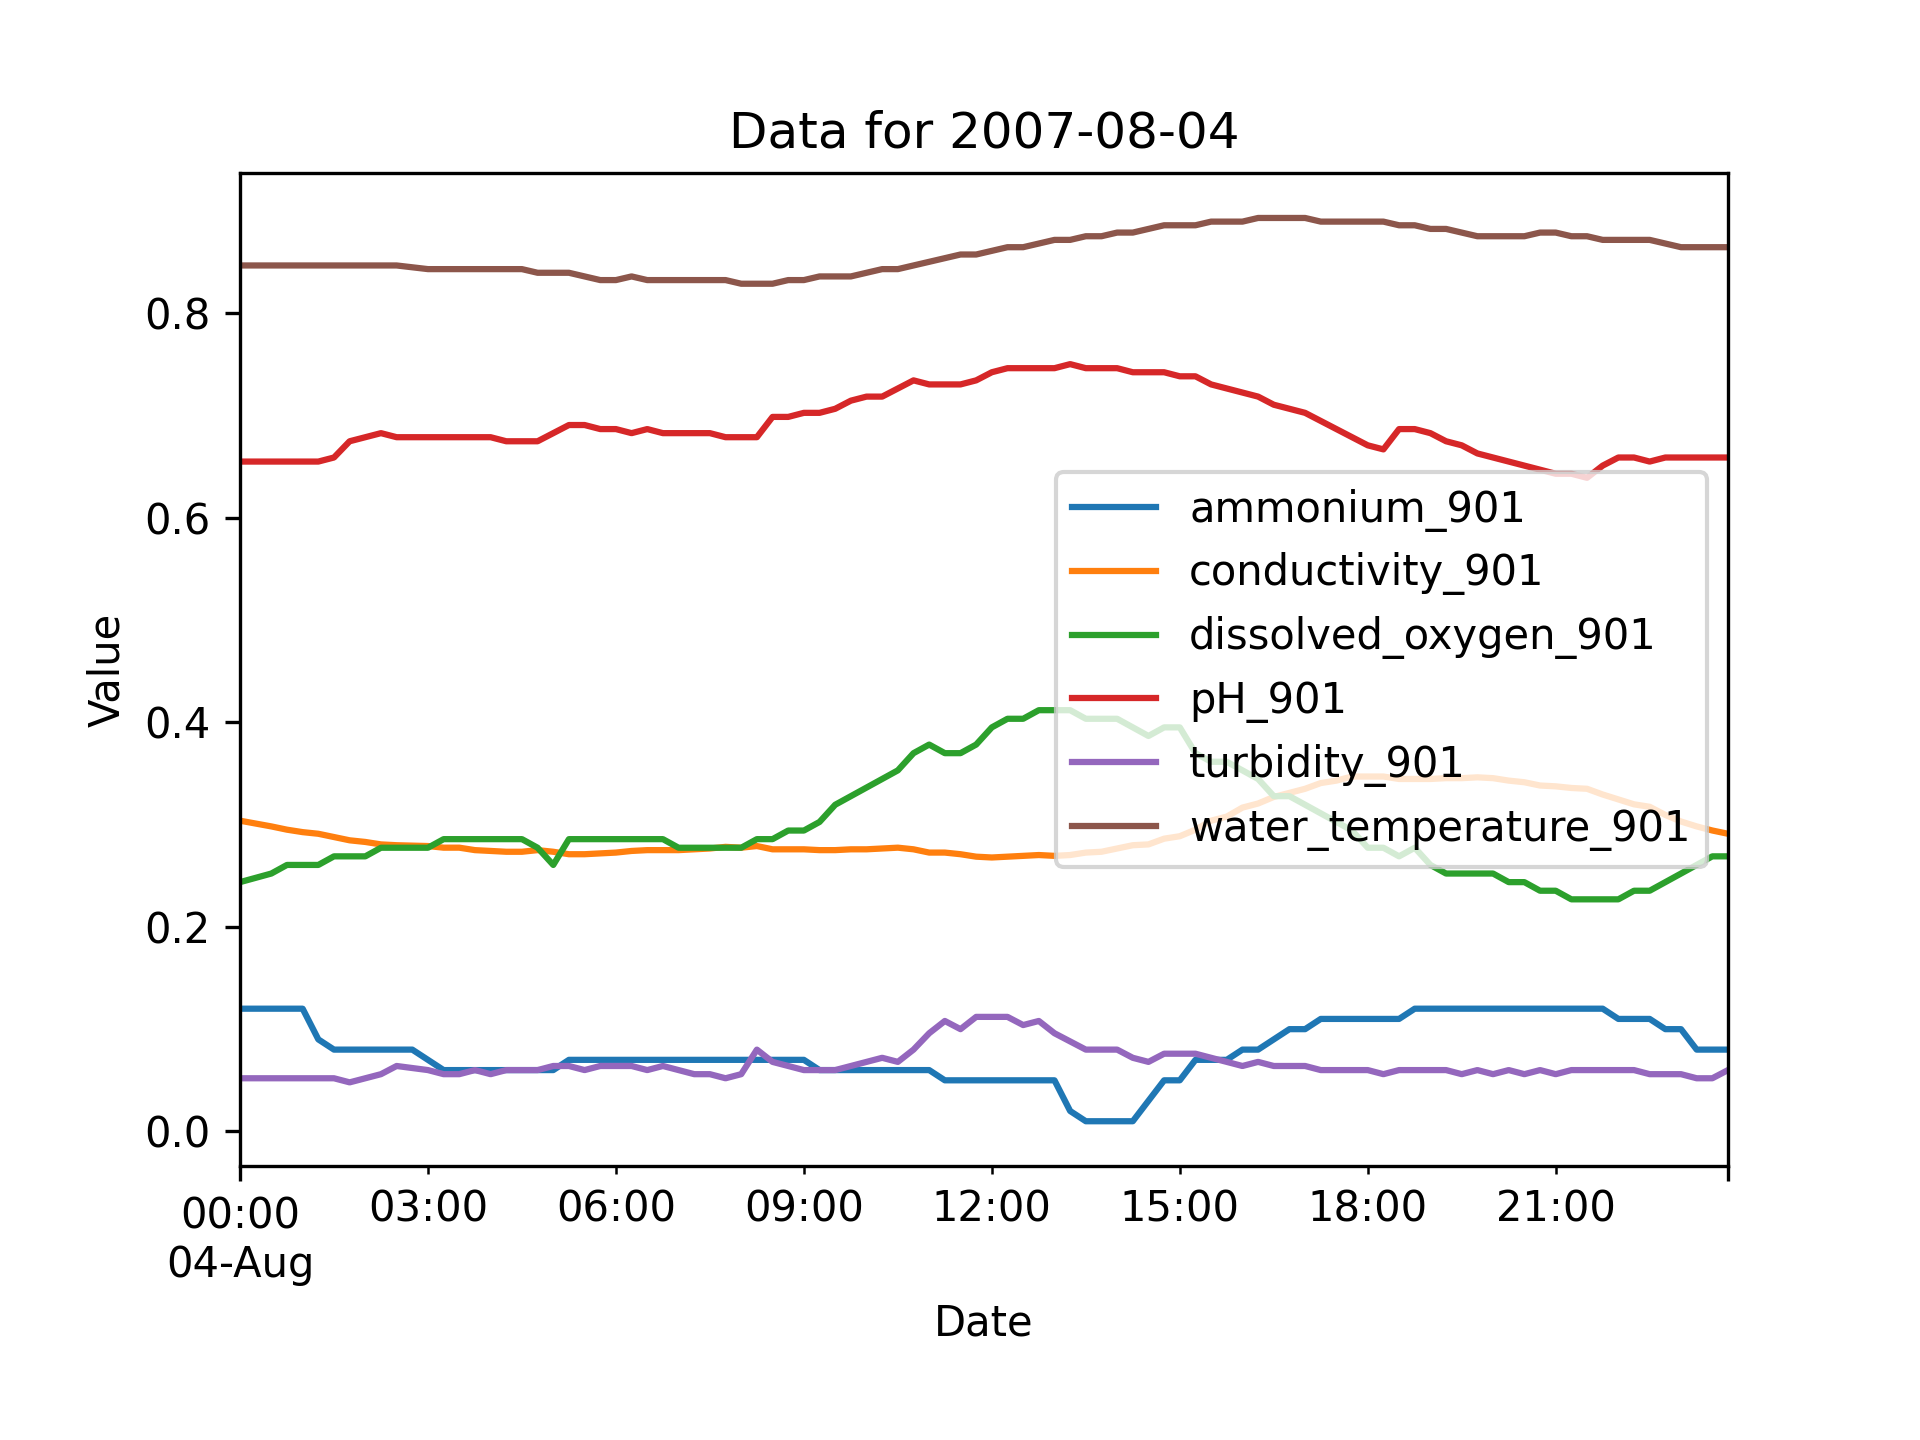 Data for 2007-08-04
Value
0.8
0.6
0.4
0.2
0.0
ammonium_901
conductivity_901
dissolved_oxygen_901
pH_901
turbidity_901
water_temperature_901
00:00 03:00 06:00 09:00 12:00 15:00 18:00 21:00
04-Aug
Date